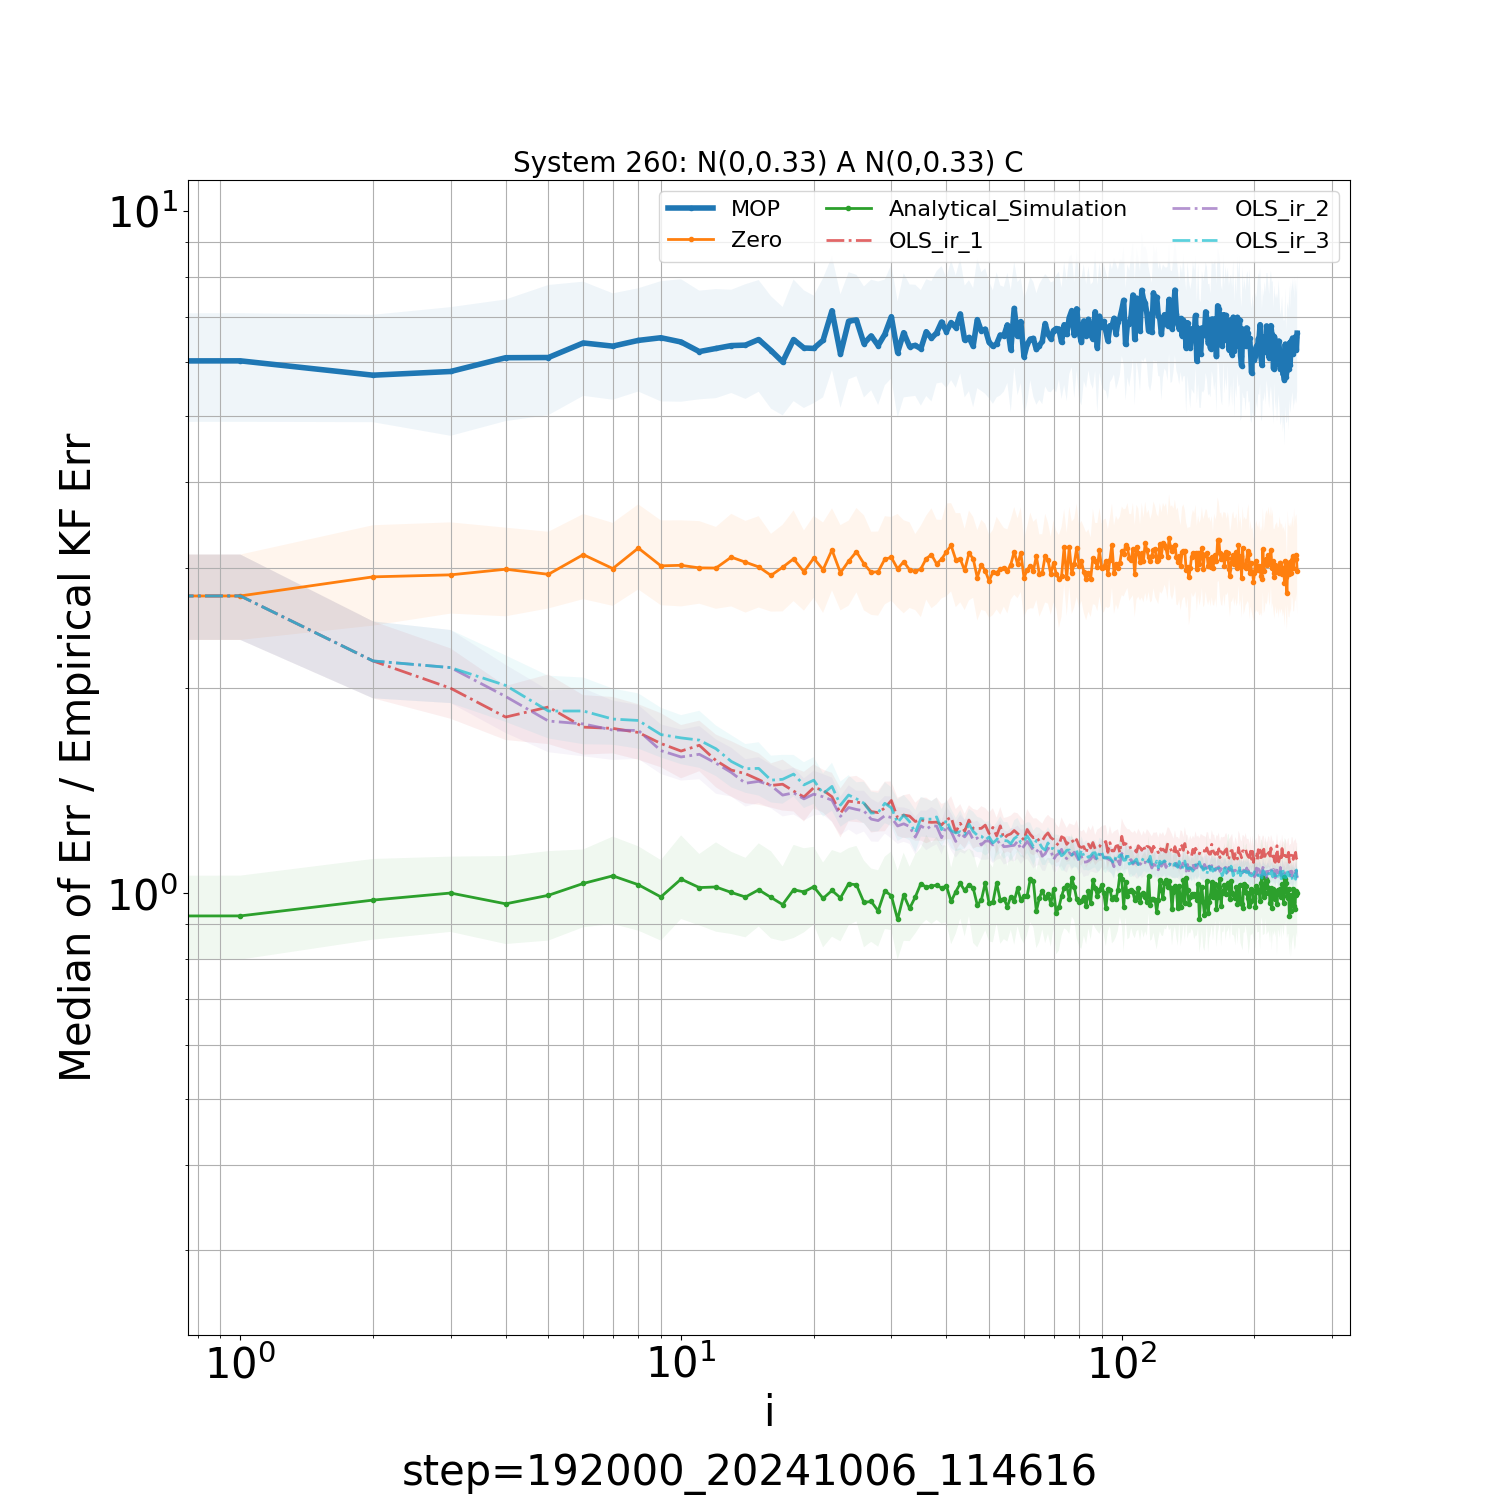 System 260: N(0,0.33) A N(0,0.33) C
MOP
Zero
Analytical_Simulation
OLS_ir_1
OLS_ir_2
OLS_ir_3
Median of Err / Empirical KF Err
10¹
10⁰
10⁰
10¹
10²
i
step=192000_20241006_114616